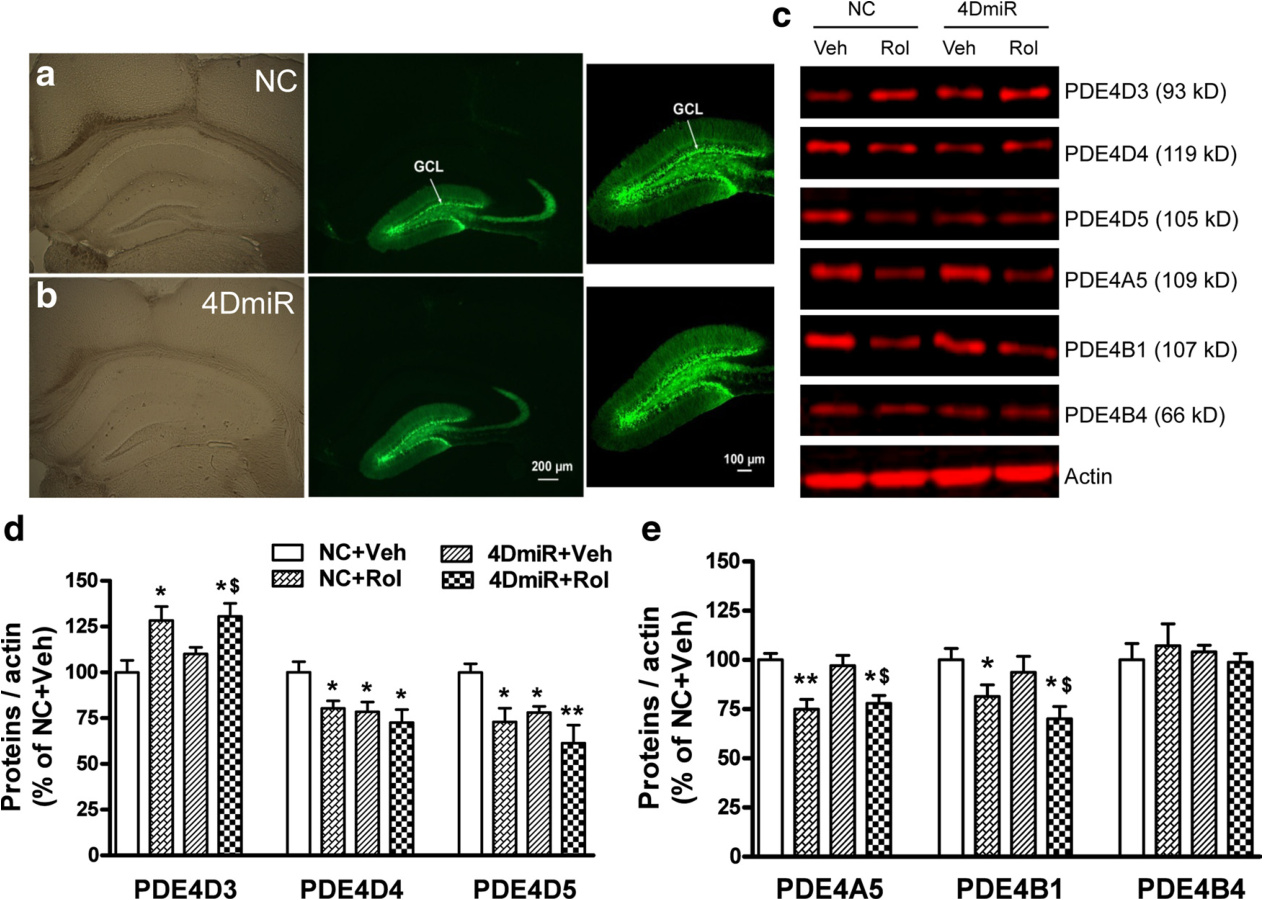 a
NC
GCL
GCL
b
4DmiR
200 µm
100 µm
c
NC 4DmiR
Veh Rol Veh Rol
PDE4D3 (93 kD)
PDE4D4 (119 kD)
PDE4D5 (105 kD)
PDE4A5 (109 kD)
PDE4B1 (107 kD)
PDE4B4 (66 kD)
Actin
d
NC+Veh 4DmiR+Veh
NC+Rol 4DmiR+Rol
Proteins / actin
(% of NC+Veh)
150
125
100
75
50
25
0
* *$
* * *
* * **
PDE4D3 PDE4D4 PDE4D5
e
Proteins / actin
(% of NC+Veh)
150
125
100
75
50
25
0
** *$
* *$
PDE4A5 PDE4B1 PDE4B4